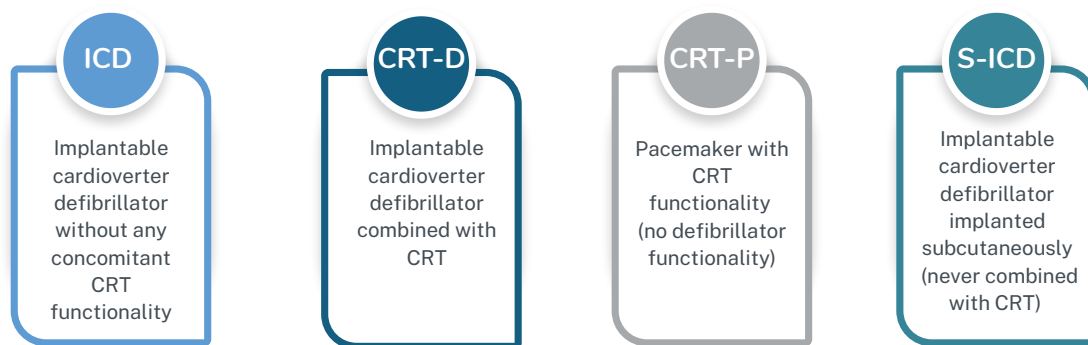 ICD
Implantable
cardioverter
defibrillator
without any
concomitant
CRT
functionality
CRT-D
Implantable
cardioverter
defibrillator
combined with
CRT
CRT-P
Pacemaker with
CRT
functionality
(no defibrillator
functionality)
S-ICD
Implantable
cardioverter
defibrillator
implanted
subcutaneously
(never combined
with CRT)